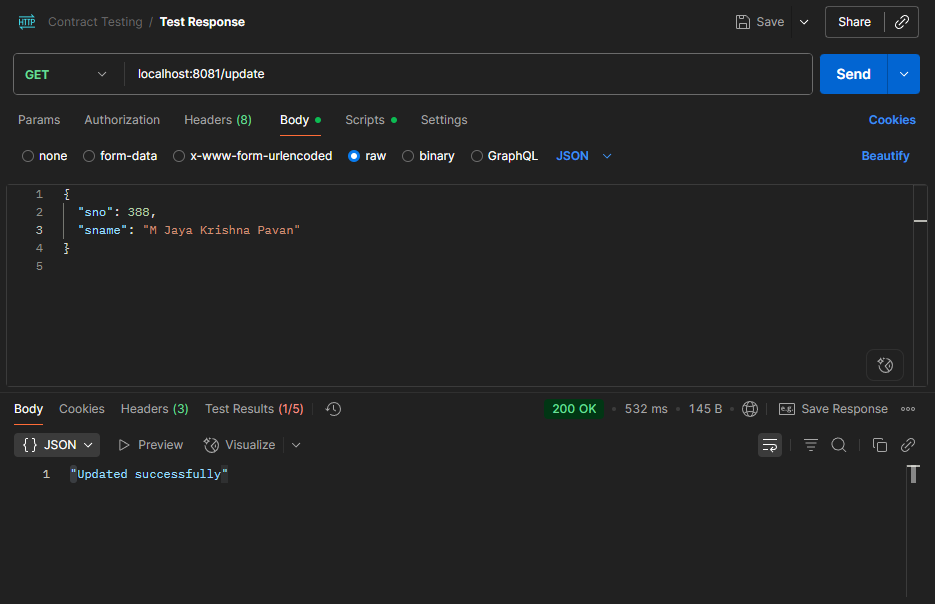 HTTP Contract Testing / Test Response Save Share
GET localhost:8081/update Send
Params Authorization Headers (8) Body Scripts Settings Cookies
none form-data x-www-form-urlencoded raw binary GraphQL JSON Beautify
1 {
2 "sno": 388,
3 "sname": "M Jaya Krishna Pavan"
4 }
5
Body Cookies Headers (3) Test Results (1/5) 200 OK 532 ms 145 B e.g. Save Response
{} JSON Preview Visualize
1 "Updated successfully"